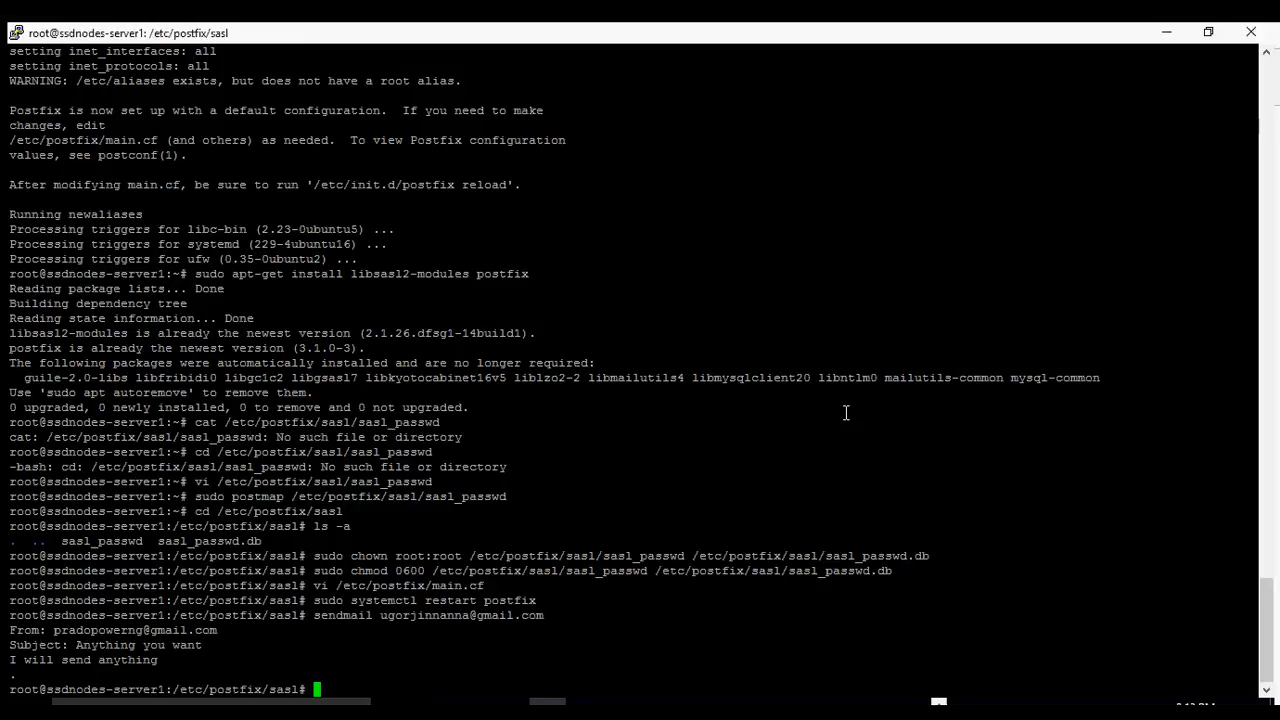 root@ssdnodes-server1: /etc/postfix/sasl
setting inet_interfaces: all
setting inet_protocols: all
WARNING: /etc/aliases exists, but does not have a root alias.
Postfix is now set up with a default configuration.  If you need to make
changes, edit
/etc/postfix/main.cf (and others) as needed.  To view Postfix configuration
values, see postconf(1).
After modifying main.cf, be sure to run '/etc/init.d/postfix reload'.
Running newaliases
Processing triggers for libc-bin (2.23-0ubuntu5) ...
Processing triggers for systemd (229-4ubuntu16) ...
Processing triggers for ufw (0.35-0ubuntu2) ...
root@ssdnodes-server1:~# sudo apt-get install libsasl2-modules postfix
Reading package lists... Done
Building dependency tree
Reading state information... Done
libsasl2-modules is already the newest version (2.1.26.dfsg1-14build1).
postfix is already the newest version (3.1.0-3).
The following packages were automatically installed and are no longer required:
  guile-2.0-libs libfribidi0 libgc1c2 libgsasl7 libkyotocabinet16v5 liblzo2-2 libmailutils4 libmysqlclient20 libntlm0 mailutils-common mysql-common
Use 'sudo apt autoremove' to remove them.
0 upgraded, 0 newly installed, 0 to remove and 0 not upgraded.
root@ssdnodes-server1:~# cat /etc/postfix/sasl/sasl_passwd
cat: /etc/postfix/sasl/sasl_passwd: No such file or directory
root@ssdnodes-server1:~# cd /etc/postfix/sasl/sasl_passwd
-bash: cd: /etc/postfix/sasl/sasl_passwd: No such file or directory
root@ssdnodes-server1:~# vi /etc/postfix/sasl/sasl_passwd
root@ssdnodes-server1:~# sudo postmap /etc/postfix/sasl/sasl_passwd
root@ssdnodes-server1:~# cd /etc/postfix/sasl
root@ssdnodes-server1:/etc/postfix/sasl# ls -a
.  ..  sasl_passwd  sasl_passwd.db
root@ssdnodes-server1:/etc/postfix/sasl# sudo chown root:root /etc/postfix/sasl/sasl_passwd /etc/postfix/sasl/sasl_passwd.db
root@ssdnodes-server1:/etc/postfix/sasl# sudo chmod 0600 /etc/postfix/sasl/sasl_passwd /etc/postfix/sasl/sasl_passwd.db
root@ssdnodes-server1:/etc/postfix/sasl# vi /etc/postfix/main.cf
root@ssdnodes-server1:/etc/postfix/sasl# sudo systemctl restart postfix
root@ssdnodes-server1:/etc/postfix/sasl# sendmail ugorjinnanna@gmail.com
From: pradopowerng@gmail.com
Subject: Anything you want
I will send anything
.
root@ssdnodes-server1:/etc/postfix/sasl#